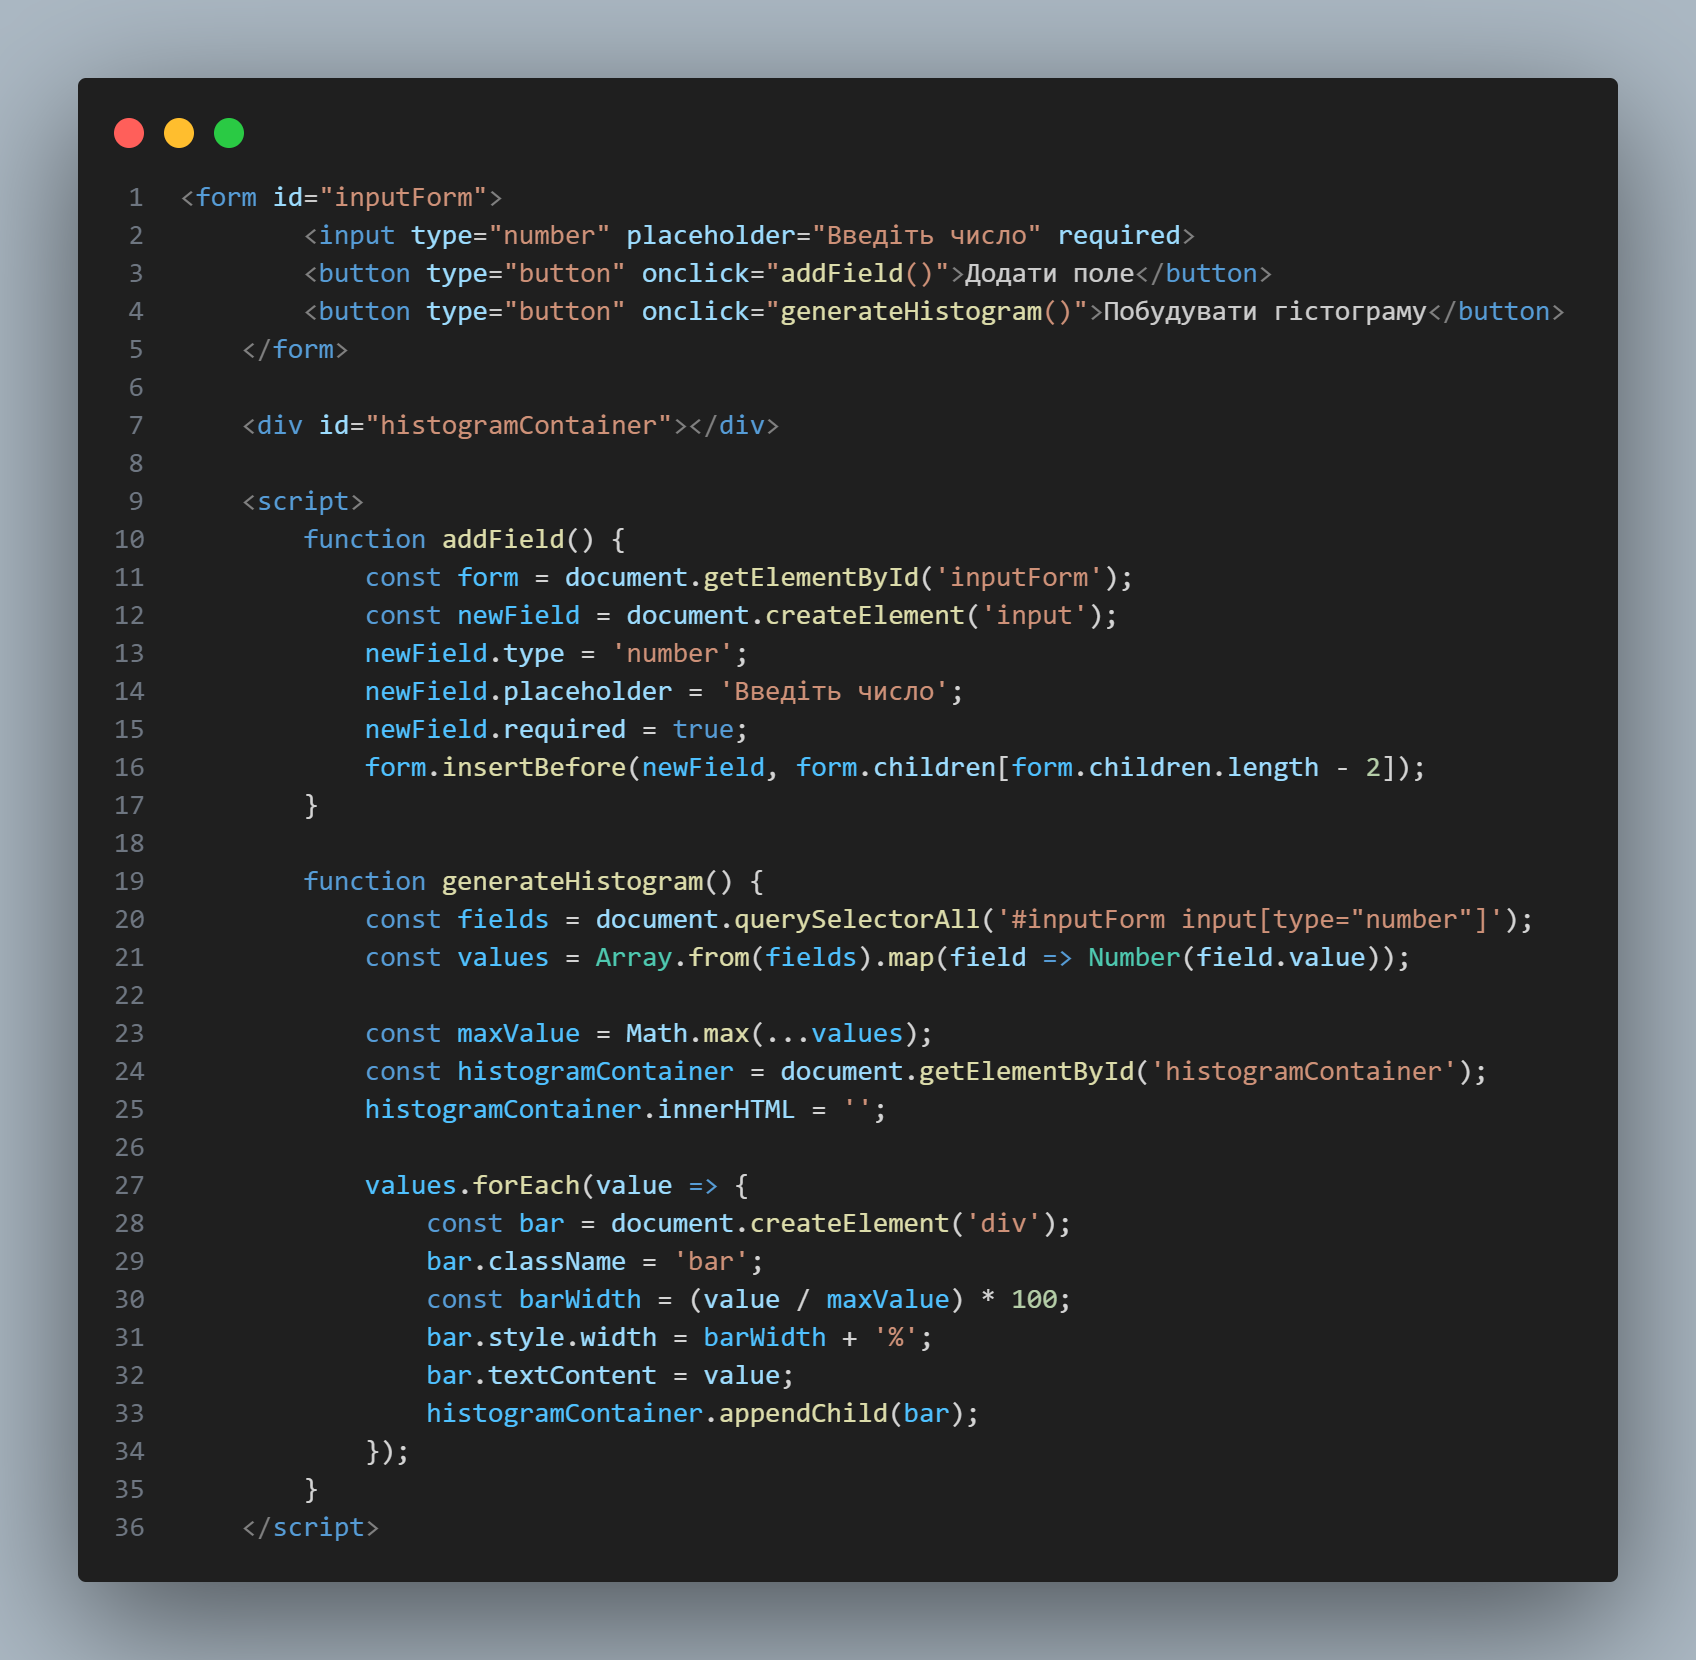 1 <form id="inputForm">
2 <input type="number" placeholder="Введіть число" required>
3 <button type="button" onclick="addField()">Додати поле</button>
4 <button type="button" onclick="generateHistogram()">Побудувати гістограму</button>
5 </form>
6
7 <div id="histogramContainer"></div>
8
9 <script>
10 function addField() {
11 const form = document.getElementById('inputForm');
12 const newField = document.createElement('input');
13 newField.type = 'number';
14 newField.placeholder = 'Введіть число';
15 newField.required = true;
16 form.insertBefore(newField, form.children[form.children.length - 2]);
17 }
18
19 function generateHistogram() {
20 const fields = document.querySelectorAll('#inputForm input[type="number"]');
21 const values = Array.from(fields).map(field => Number(field.value));
22
23 const maxValue = Math.max(...values);
24 const histogramContainer = document.getElementById('histogramContainer');
25 histogramContainer.innerHTML = '';
26
27 values.forEach(value => {
28 const bar = document.createElement('div');
29 bar.className = 'bar';
30 const barWidth = (value / maxValue) * 100;
31 bar.style.width = barWidth + '%';
32 bar.textContent = value;
33 histogramContainer.appendChild(bar);
34 });
35 }
36 </script>